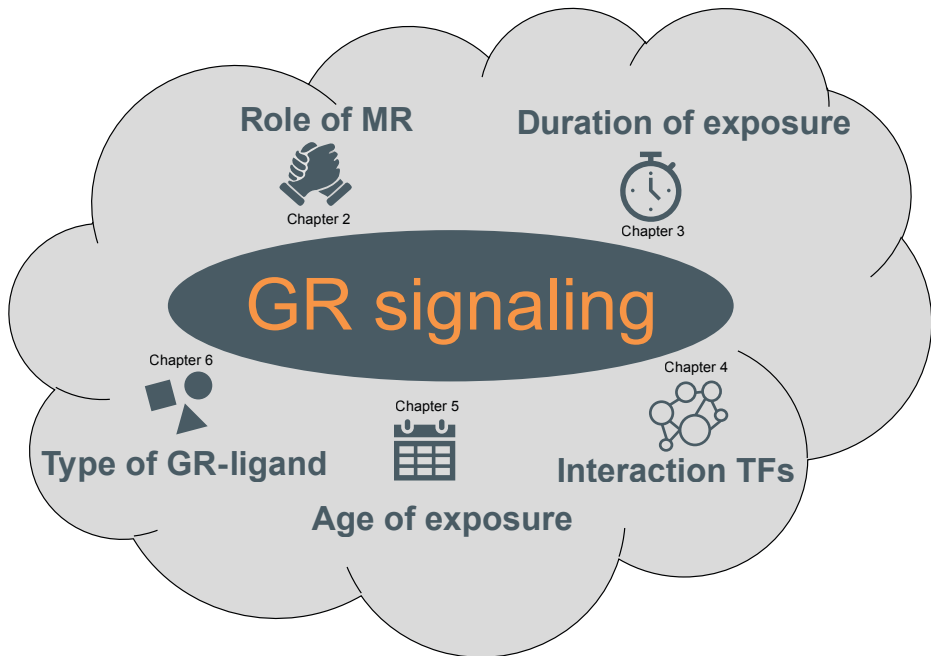 Role of MR
Chapter 2
Duration of exposure
Chapter 3
GR signaling
Chapter 6
Type of GR-ligand
Chapter 5
Age of exposure
Chapter 4
Interaction TFs